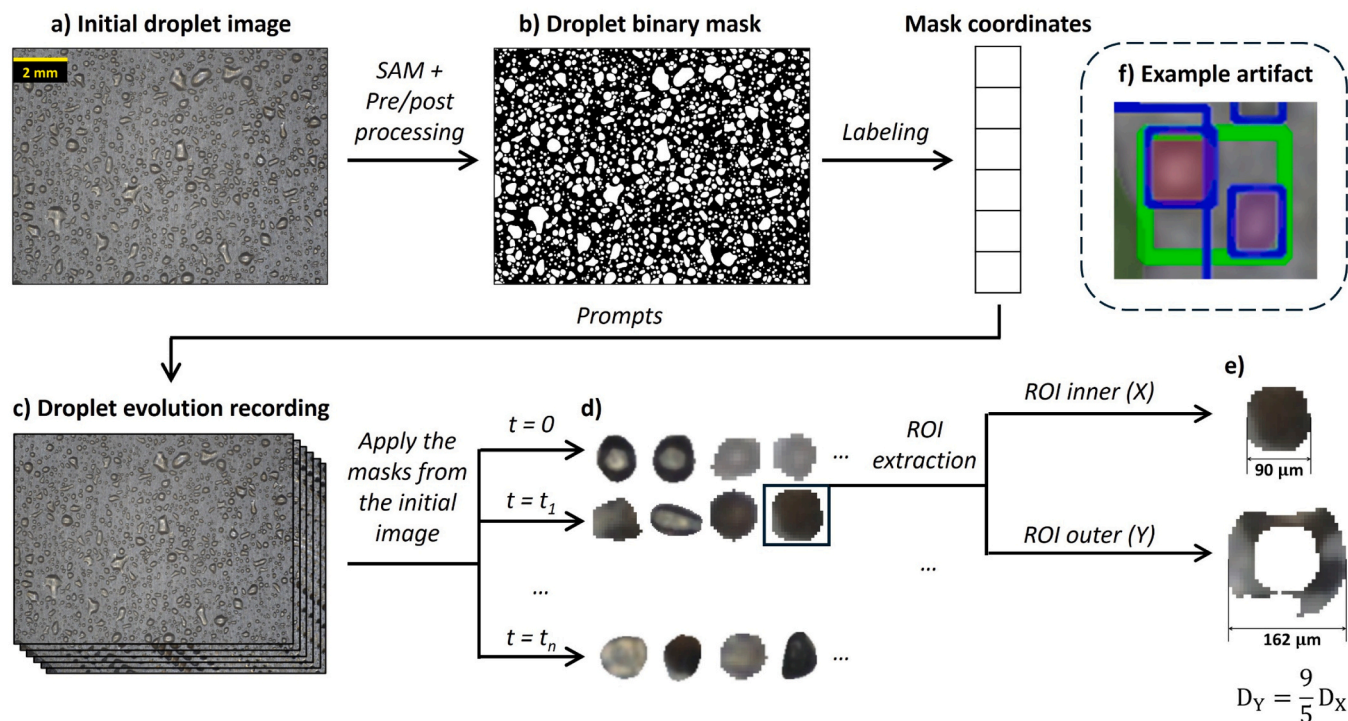 a) Initial droplet image
2 mm
SAM +
Pre/post
processing
b) Droplet binary mask
Labeling
Mask coordinates
f) Example artifact
Prompts
c) Droplet evolution recording
Apply the
masks from
the initial
image
d)
t = 0
...
t = t₁
...
t = tₙ
...
ROI
extraction
...
e)
ROI inner (X)
90 μm
ROI outer (Y)
162 μm
D_Y = 9/5 D_X